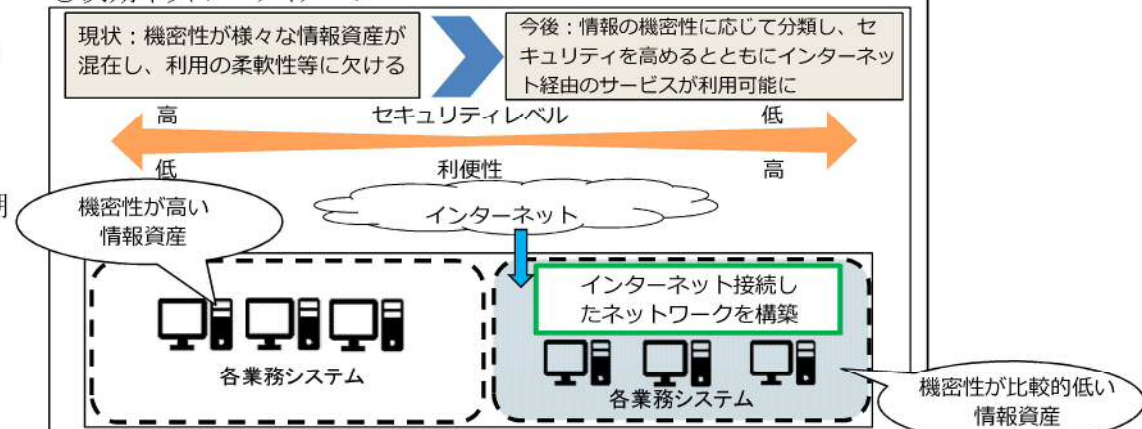 現状：機密性が様々な情報資産が
混在し、利用の柔軟性等に欠ける
今後：情報の機密性に応じて分類し、セ
キュリティを高めるとともにインターネッ
ト経由のサービスが利用可能に
高 セキュリティレベル 低
低 利便性 高
期
機密性が高い
情報資産
インターネット
インターネット接続し
たネットワークを構築
各業務システム
各業務システム
機密性が比較的低い
情報資産